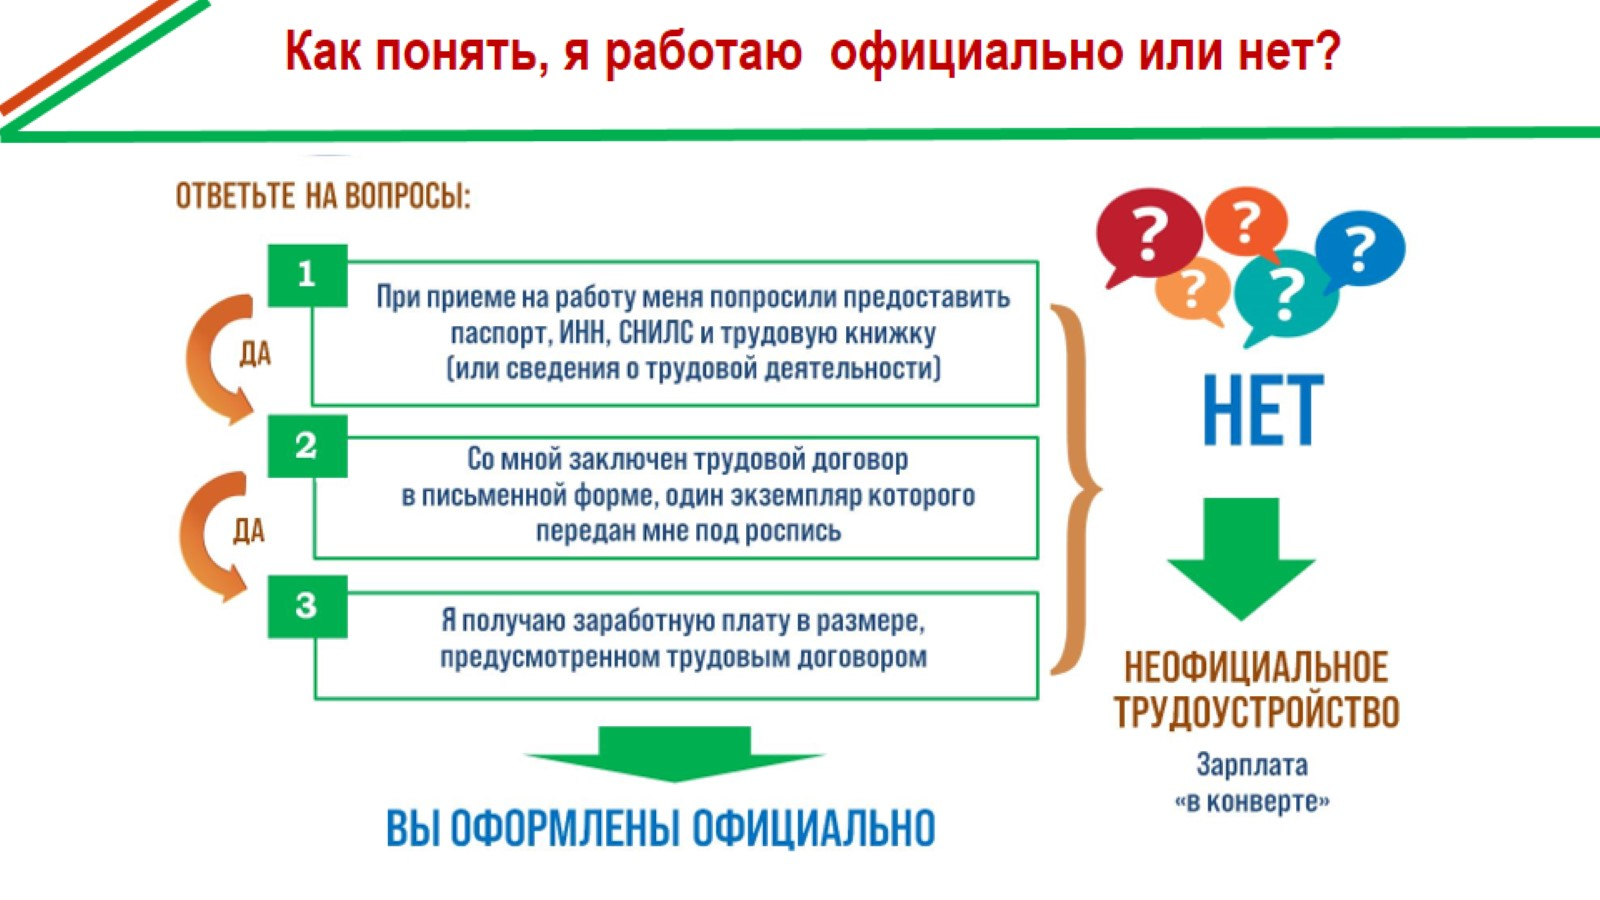 Как понять, я работаю официально или нет?
ОТВЕТЬТЕ НА ВОПРОСЫ:
1
При приеме на работу меня попросили предоставить
паспорт, ИНН, СНИЛС и трудовую книжку
(или сведения о трудовой деятельности)
ДА
2
Со мной заключен трудовой договор
в письменной форме, один экземпляр которого
передан мне под роспись
ДА
3
Я получаю заработную плату в размере,
предусмотренном трудовым договором
ВЫ ОФОРМЛЕНЫ ОФИЦИАЛЬНО
? ? ? ? ?
НЕТ
НЕОФИЦИАЛЬНОЕ
ТРУДОУСТРОЙСТВО
Зарплата
«в конверте»